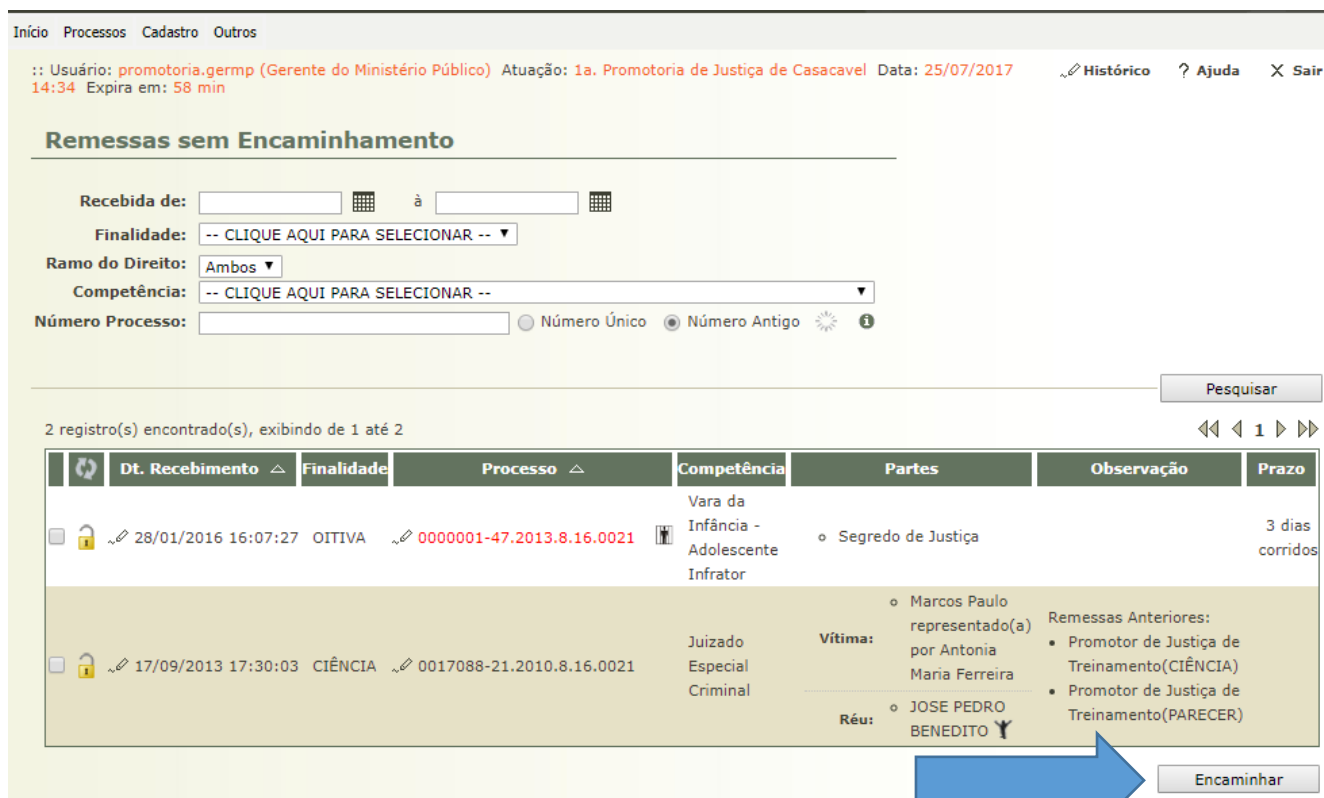 Início Processos Cadastro Outros
:: Usuário: promotoria.germp (Gerente do Ministério Público) Atuação: 1a. Promotoria de Justiça de Casacavel Data: 25/07/2017
14:34 Expira em: 58 min
Histórico ? Ajuda X Sair
Remessas sem Encaminhamento
Recebida de: à
Finalidade: -- CLIQUE AQUI PARA SELECIONAR --
Ramo do Direito: Ambos
Competência: -- CLIQUE AQUI PARA SELECIONAR --
Número Processo: Número Único Número Antigo
Pesquisar
2 registro(s) encontrado(s), exibindo de 1 até 2
1
Dt. Recebimento Finalidade Processo Competência Partes Observação Prazo
28/01/2016 16:07:27 OITIVA 0000001-47.2013.8.16.0021
Vara da
Infância -
Adolescente
Infrator
Segredo de Justiça
3 dias
corridos
17/09/2013 17:30:03 CIÊNCIA 0017088-21.2010.8.16.0021
Juizado
Especial
Criminal
Vítima:
Marcos Paulo
representado(a)
por Antonia
Maria Ferreira
Réu:
JOSE PEDRO
BENEDITO
Remessas Anteriores:
• Promotor de Justiça de
Treinamento(CIÊNCIA)
• Promotor de Justiça de
Treinamento(PARECER)
Encaminhar